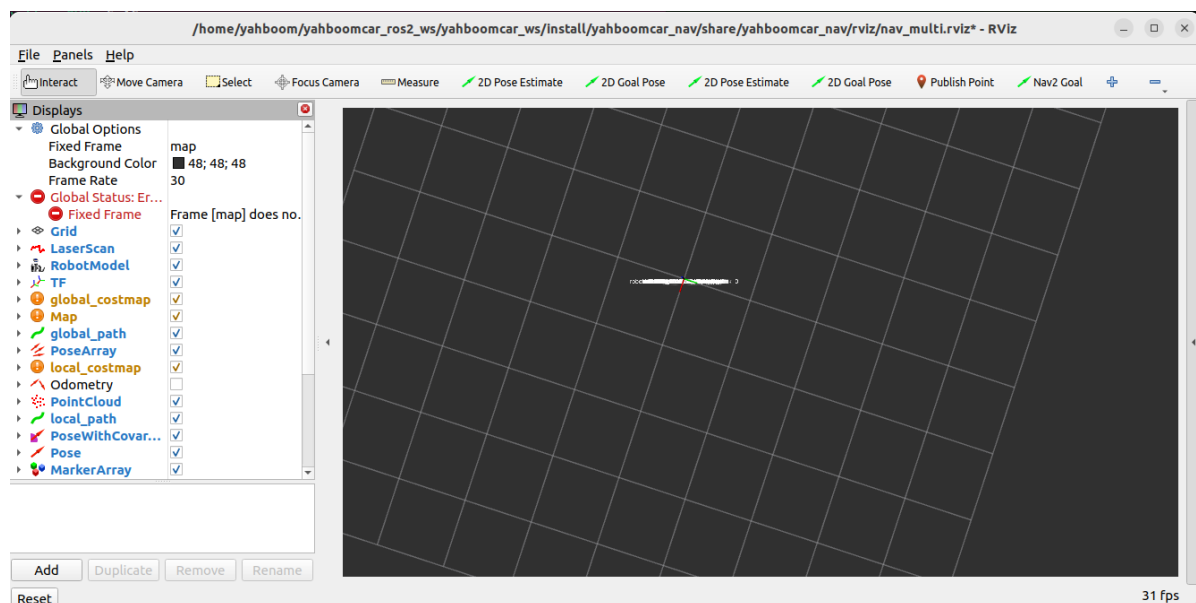 /home/yahboom/yahboomcar_ros2_ws/yahboomcar_ws/install/yahboomcar_nav/share/yahboomcar_nav/rviz/nav_multi.rviz* - RViz
File Panels Help
Interact Move Camera Select Focus Camera Measure 2D Pose Estimate 2D Goal Pose 2D Pose Estimate 2D Goal Pose Publish Point Nav2 Goal
Displays
Global Options
Fixed Frame map
Background Color 48; 48; 48
Frame Rate 30
Global Status: Er...
Fixed Frame Frame [map] does no.
Grid
LaserScan
RobotModel
TF
global_costmap
Map
global_path
PoseArray
local_costmap
Odometry
PointCloud
local_path
PoseWithCovar...
Pose
MarkerArray
Add Duplicate Remove Rename
Reset 31 fps